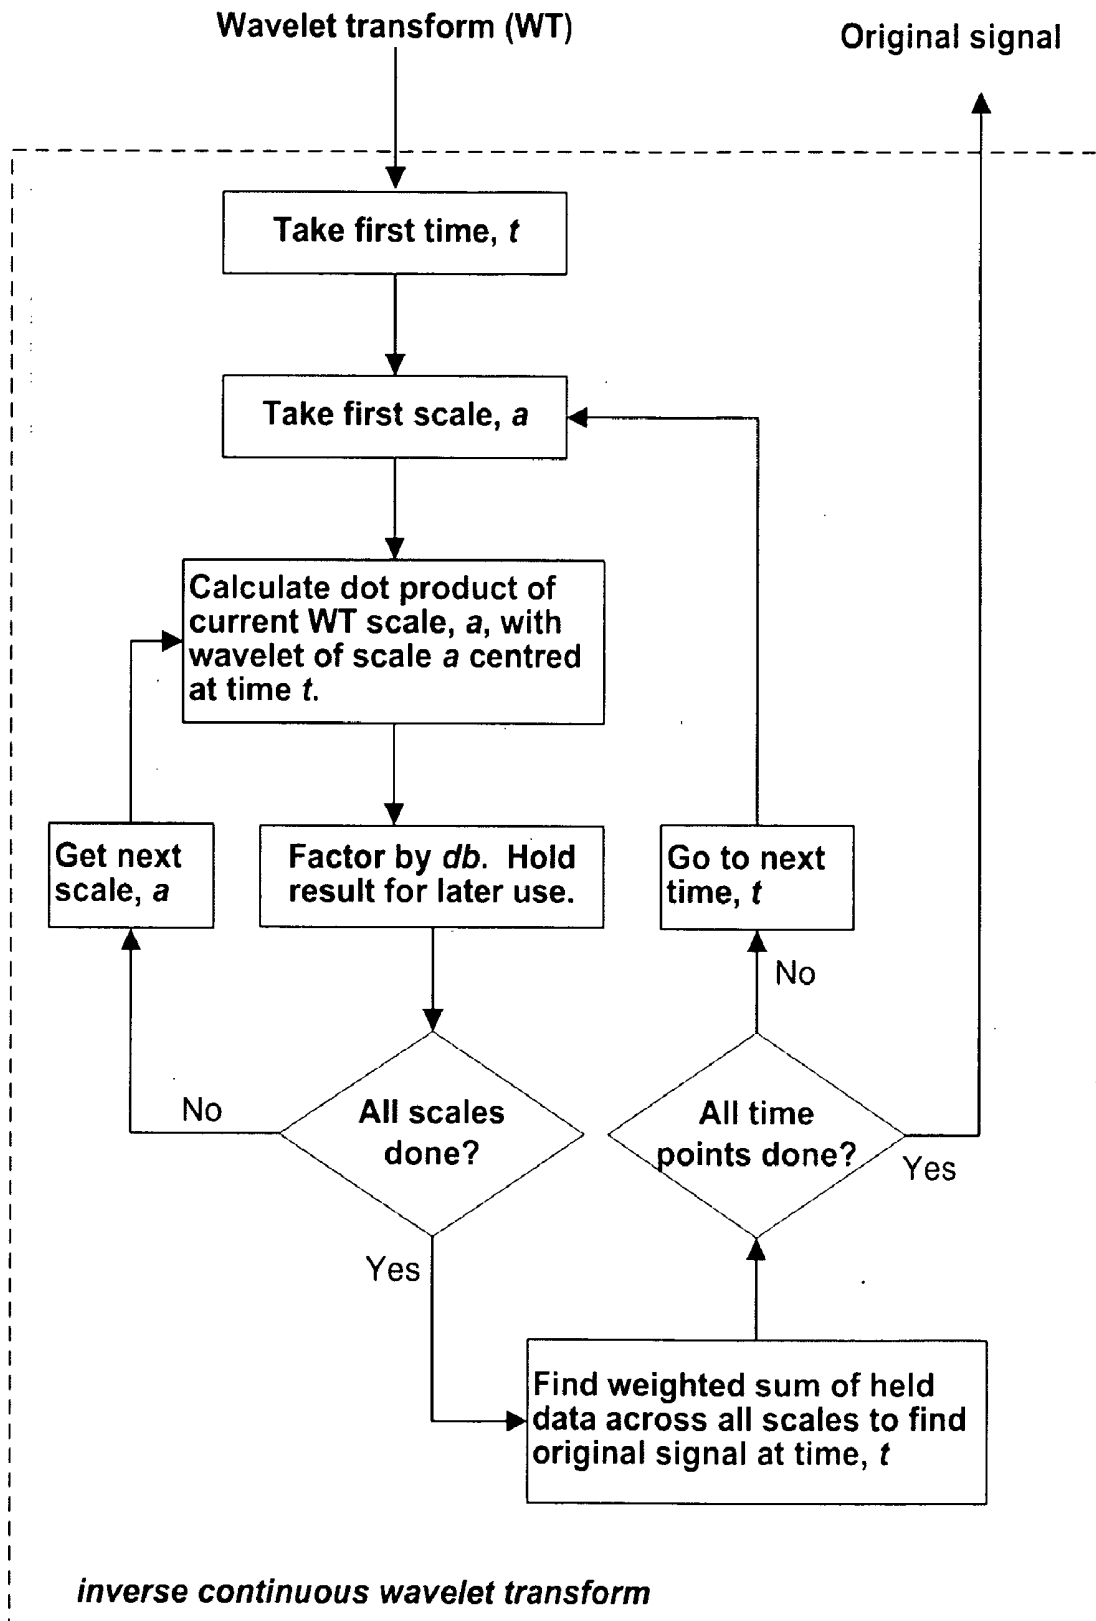 Wavelet transform (WT)
Original signal
Take first time, t
Take first scale, a
Calculate dot product of
current WT scale, a, with
wavelet of scale a centred
at time t.
Get next
scale, a
Factor by db. Hold
result for later use.
Go to next
time, t
No
No
All scales
done?
All time
points done?
Yes
Yes
Find weighted sum of held
data across all scales to find
original signal at time, t
inverse continuous wavelet transform